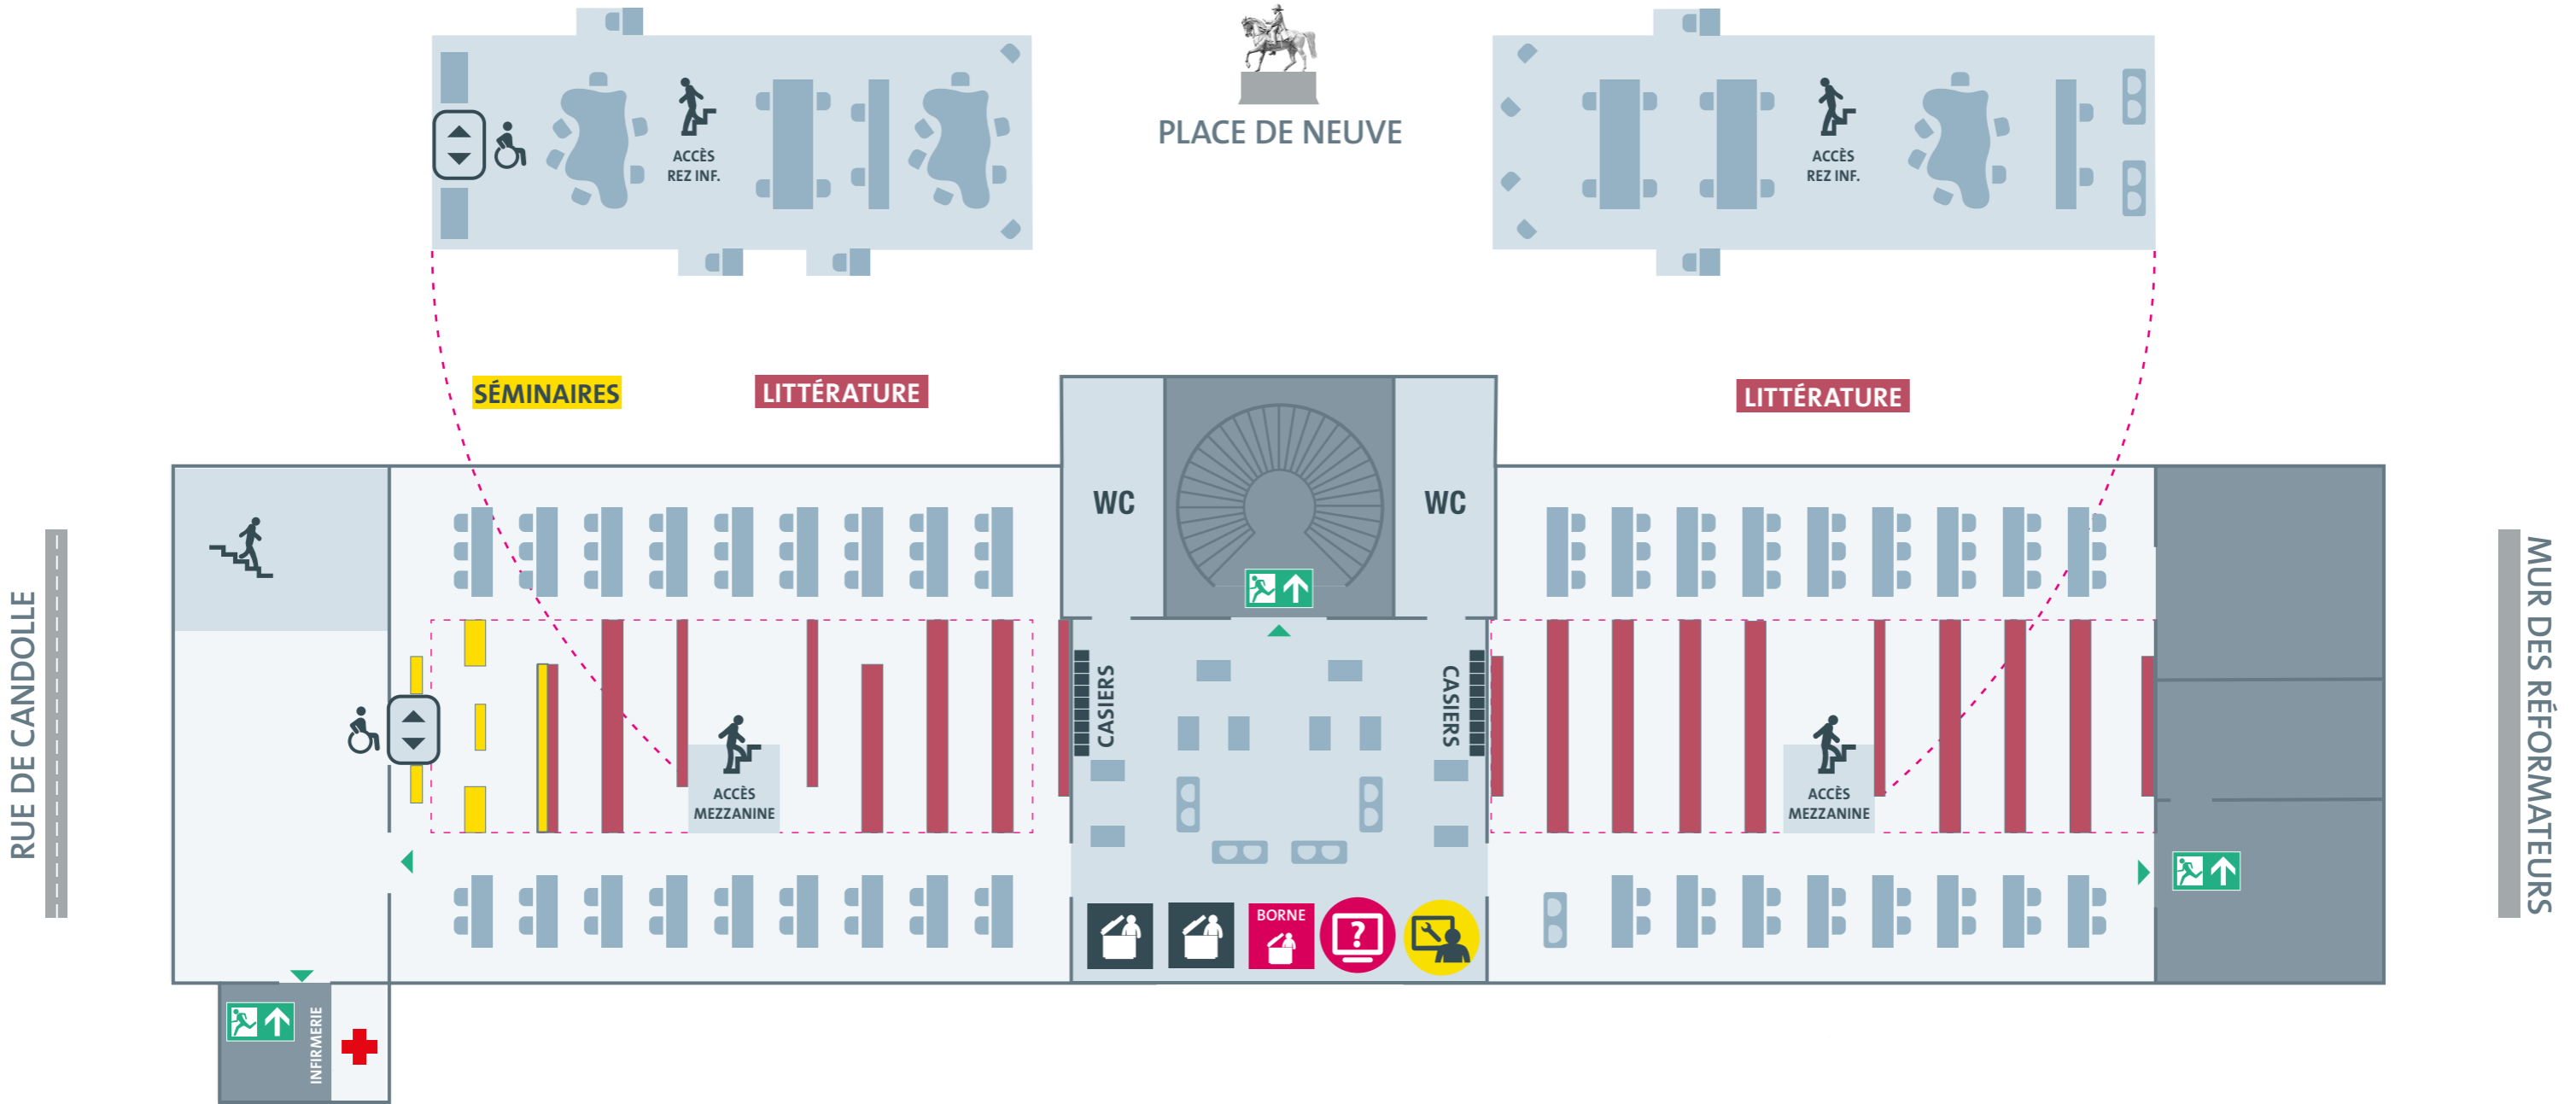 PLACE DE NEUVE
ACCÈS
REZ INF.
ACCÈS
REZ INF.
SÉMINAIRES
LITTÉRATURE
LITTÉRATURE
WC
WC
RUE DE CANDOLLE
MUR DES RÉFORMATEURS
CASIERS
CASIERS
ACCÈS
MEZZANINE
ACCÈS
MEZZANINE
BORNE
?
INFIRMERIE